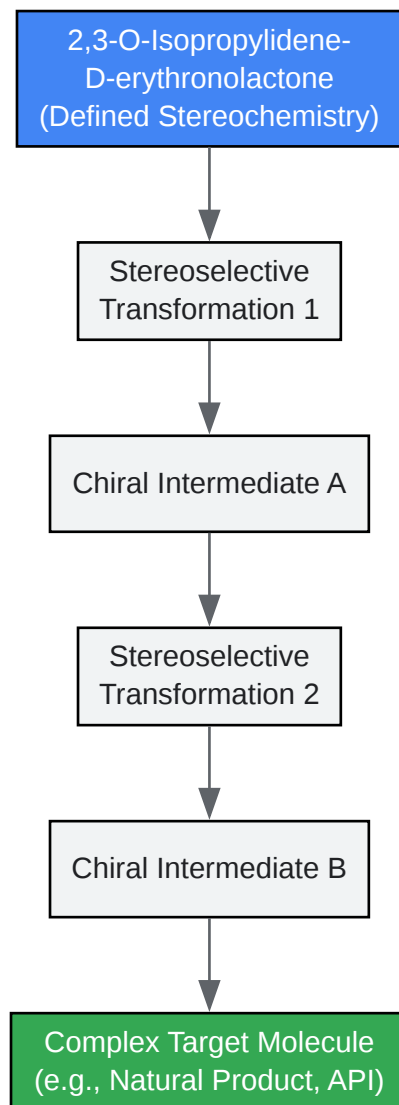 2,3-O-Isopropylidene-
D-erythronolactone
(Defined Stereochemistry)
Stereoselective
Transformation 1
Chiral Intermediate A
Stereoselective
Transformation 2
Chiral Intermediate B
Complex Target Molecule
(e.g., Natural Product, API)